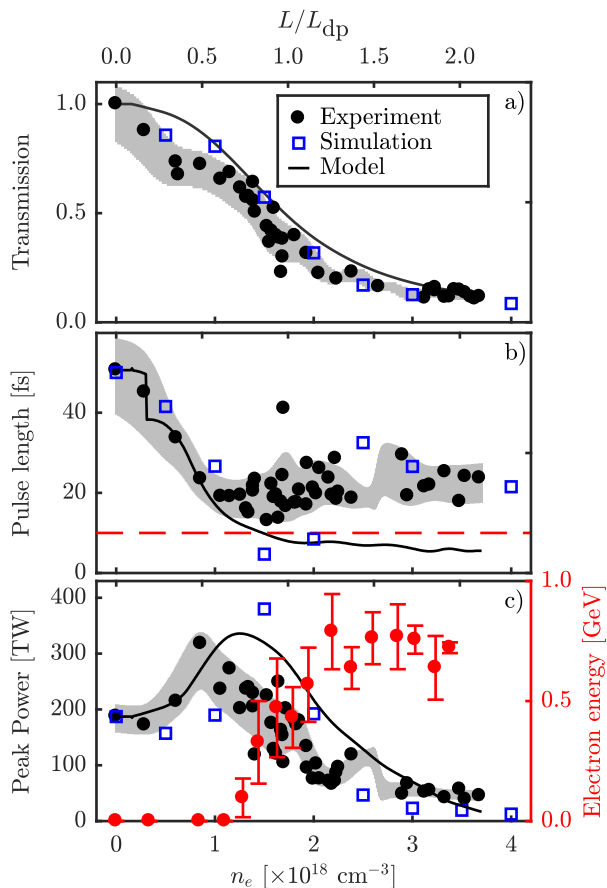 L/L_dp
0.0 0.5 1.0 1.5 2.0
a)
Experiment
Simulation
Model
Transmission
1.0
0.5
0.0
b)
Pulse length [fs]
40
20
0
c)
Peak Power [TW]
400
300
200
100
0
1.0
0.5
0.0
Electron energy [GeV]
0 1 2 3 4
n_e [×10^18 cm^−3]